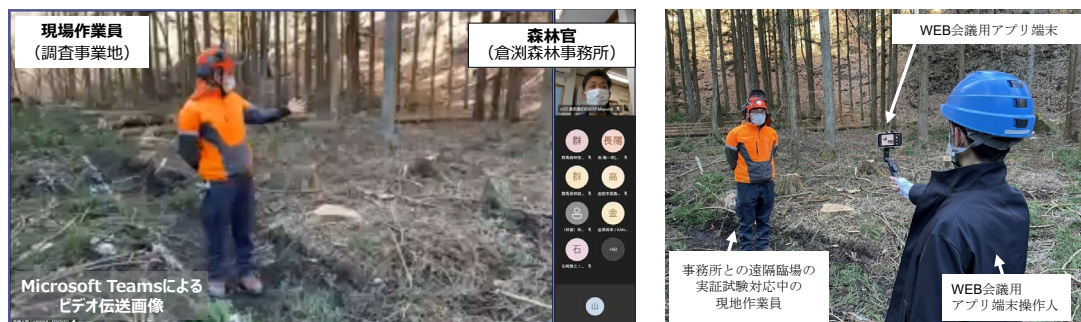 現場作業員
（調査事業地）
森林官
（倉渕森林事務所）
Microsoft Teamsによる
ビデオ伝送画像
群
長陽
群
高
金
石
+60
山
WEB会議用アプリ端末
事務所との遠隔臨場の
実証試験対応中の
現地作業員
WEB会議用
アプリ端末操作人